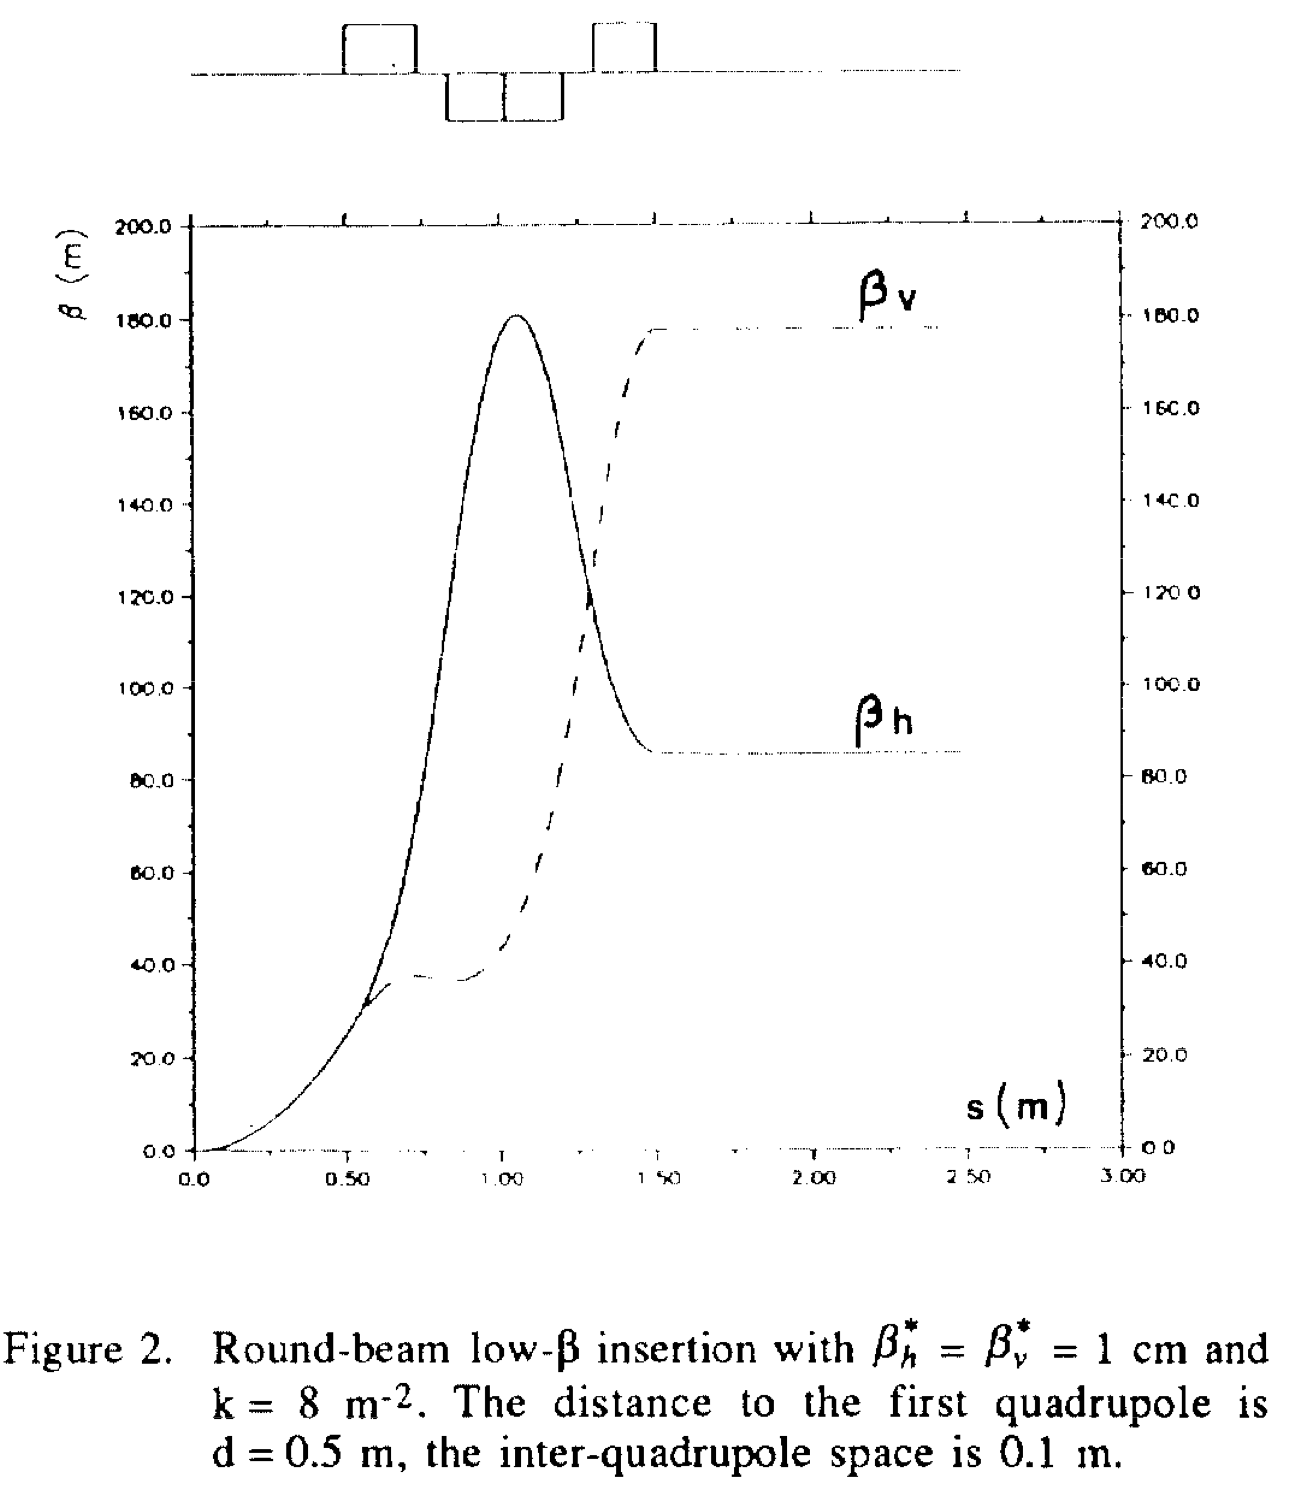 β (m)
200.0
180.0
160.0
140.0
120.0
100.0
80.0
60.0
40.0
20.0
0.0
200.0
180.0
160.0
140.0
120.0
100.0
80.0
60.0
40.0
20.0
0.0
βv
βh
s(m)
0.0 0.50 1.00 1.50 2.00 2.50 3.00
Figure 2. Round-beam low-β insertion with β*h = β*v = 1 cm and
k = 8 m-2. The distance to the first quadrupole is
d = 0.5 m, the inter-quadrupole space is 0.1 m.